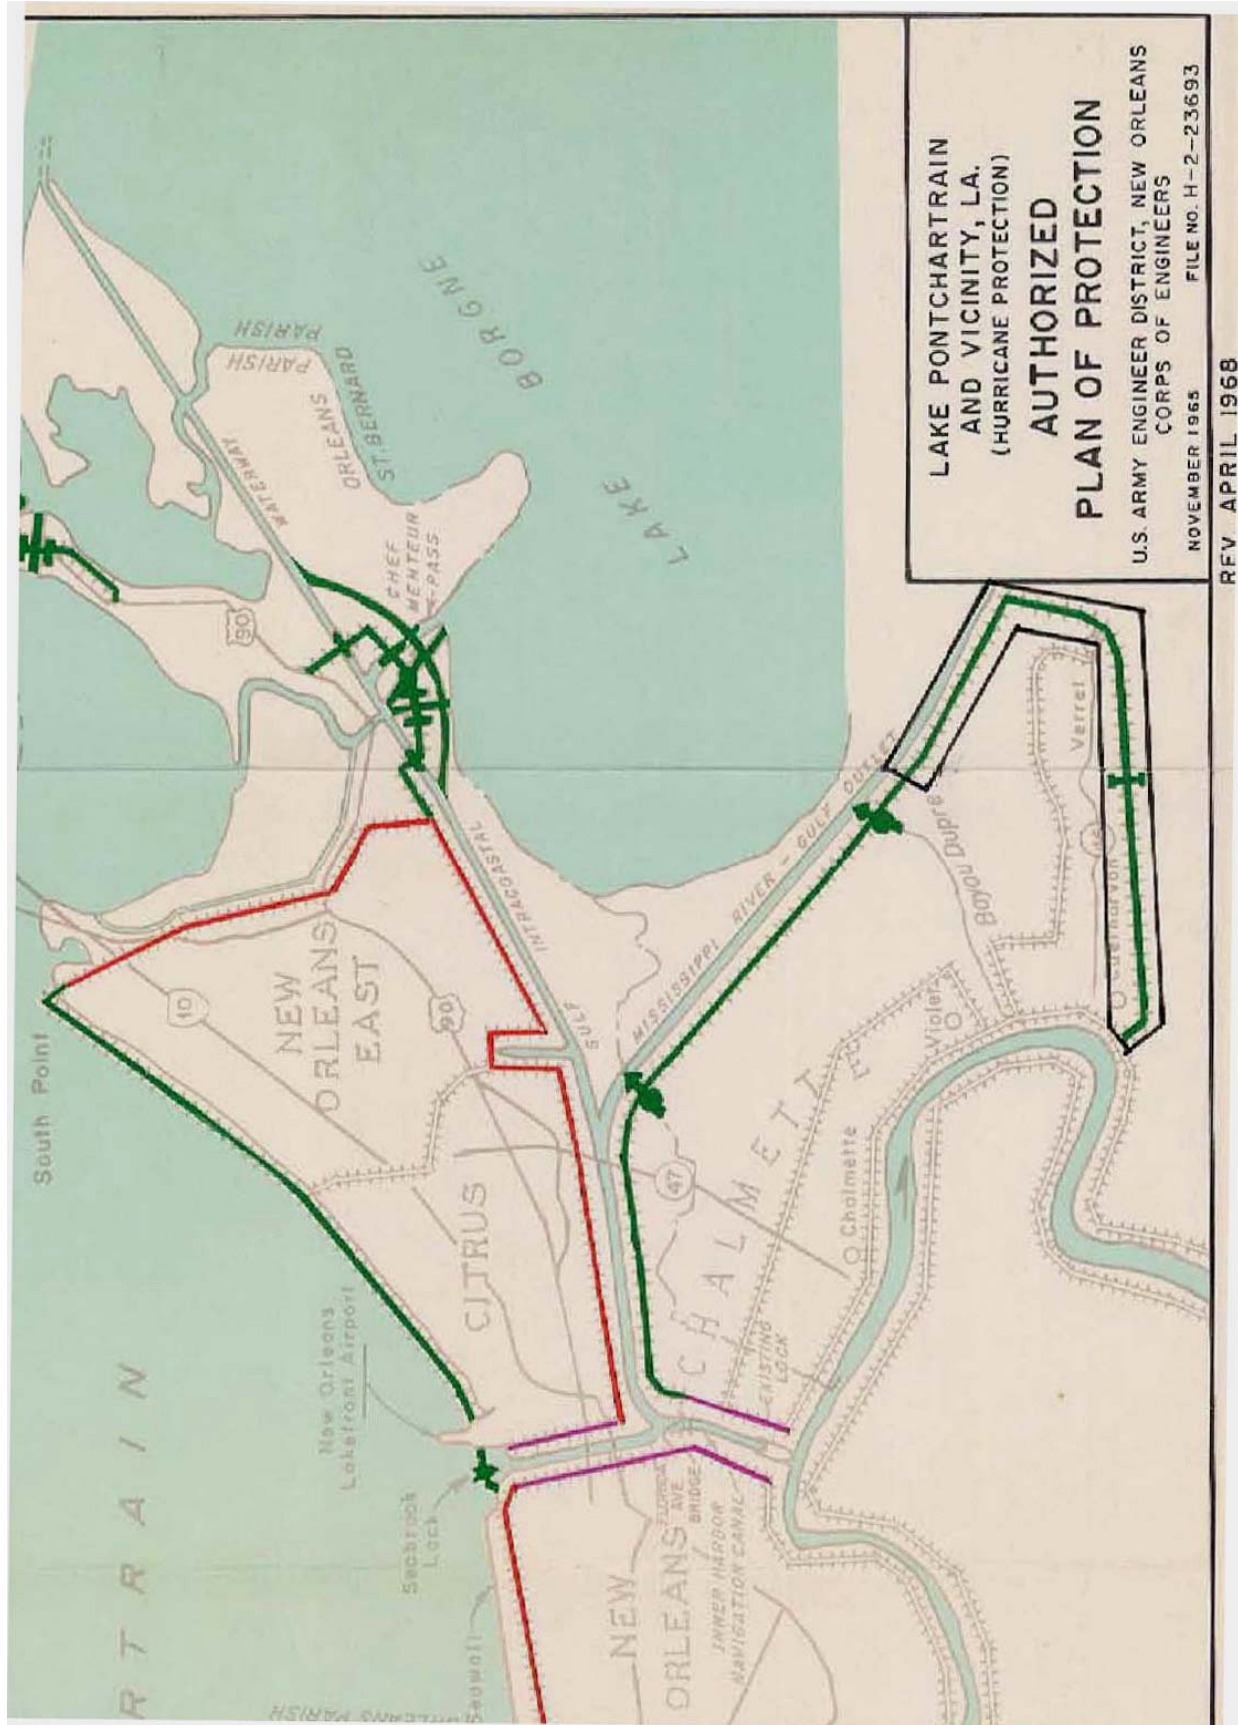 LAKE PONTCHARTRAIN
AND VICINITY, LA.
(HURRICANE PROTECTION)
AUTHORIZED
PLAN OF PROTECTION
U.S. ARMY ENGINEER DISTRICT, NEW ORLEANS
CORPS OF ENGINEERS
NOVEMBER 1965
FILE NO. H-2-23693
REV. APRIL 1968
RTRAIN
South Point
New Orleans
Lakefront Airport
Seabrook
Lock
Seawall
ORLEANS PARISH
NEW
ORLEANS
EAST
10
90
90
CITRUS
NEW
ORLEANS
FLORIDA
AVE.
BRIDGE
INNER HARBOR
NAVIGATION CANAL
EXISTING
LOCK
CHALMETTE
47
Chalmette
Violet
GULF
INTRACOASTAL
WATERWAY
MISSISSIPPI
RIVER - GULF OUTLET
Bayou Dupre
Verret
Caernarvon
CHEF
MENTEUR
PASS
ORLEANS
PARISH
ST. BERNARD
PARISH
LAKE
BORGNE